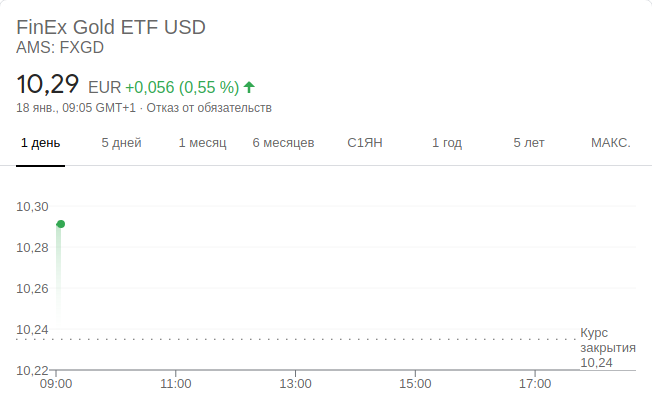 FinEx Gold ETF USD
AMS: FXGD
10,29 EUR +0,056 (0,55 %)
18 янв., 09:05 GMT+1 · Отказ от обязательств
1 день 5 дней 1 месяц 6 месяцев С1ЯН 1 год 5 лет МАКС.
10,30
10,28
10,26
10,24
Курс
закрытия
10,24
10,22
09:00 11:00 13:00 15:00 17:00